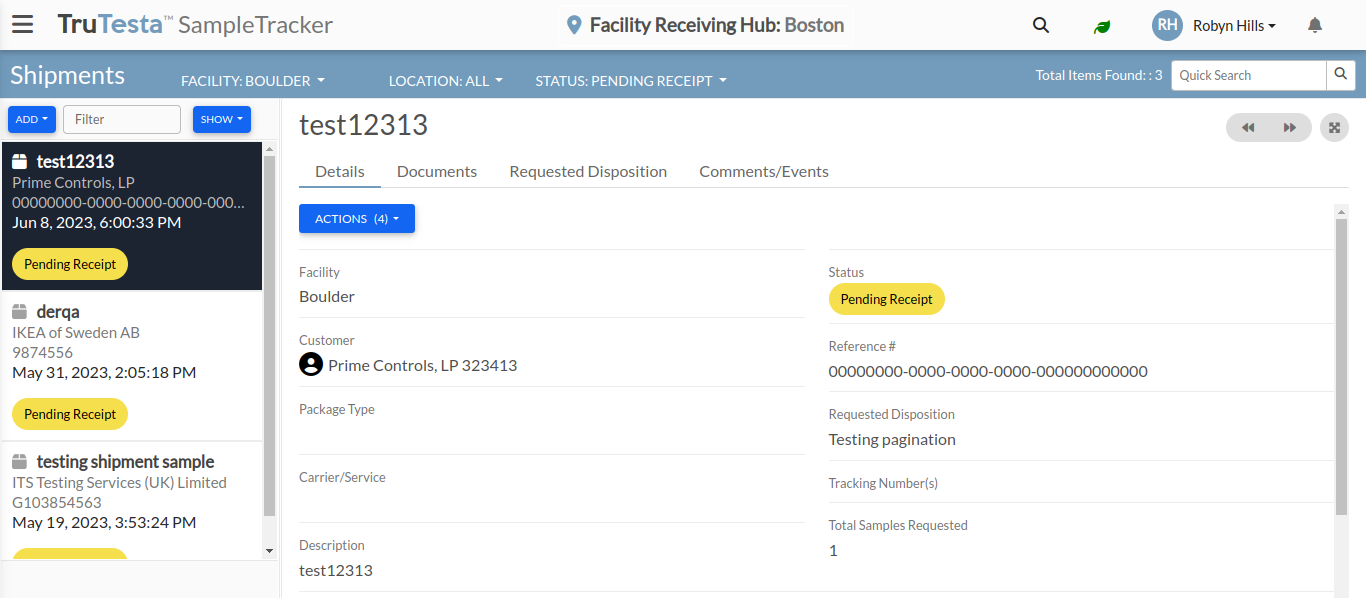 TruTesta™ SampleTracker
Facility Receiving Hub: Boston
RH
Robyn Hills
Shipments
FACILITY: BOULDER
LOCATION: ALL
STATUS: PENDING RECEIPT
Total Items Found: : 3
Quick Search
ADD
Filter
SHOW
test12313
Prime Controls, LP
00000000-0000-0000-0000-000...
Jun 8, 2023, 6:00:33 PM
Pending Receipt
derqa
IKEA of Sweden AB
9874556
May 31, 2023, 2:05:18 PM
Pending Receipt
testing shipment sample
ITS Testing Services (UK) Limited
G103854563
May 19, 2023, 3:53:24 PM
test12313
Details
Documents
Requested Disposition
Comments/Events
ACTIONS (4)
Facility
Boulder
Customer
Prime Controls, LP 323413
Package Type
Carrier/Service
Description
test12313
Status
Pending Receipt
Reference #
00000000-0000-0000-0000-000000000000
Requested Disposition
Testing pagination
Tracking Number(s)
Total Samples Requested
1